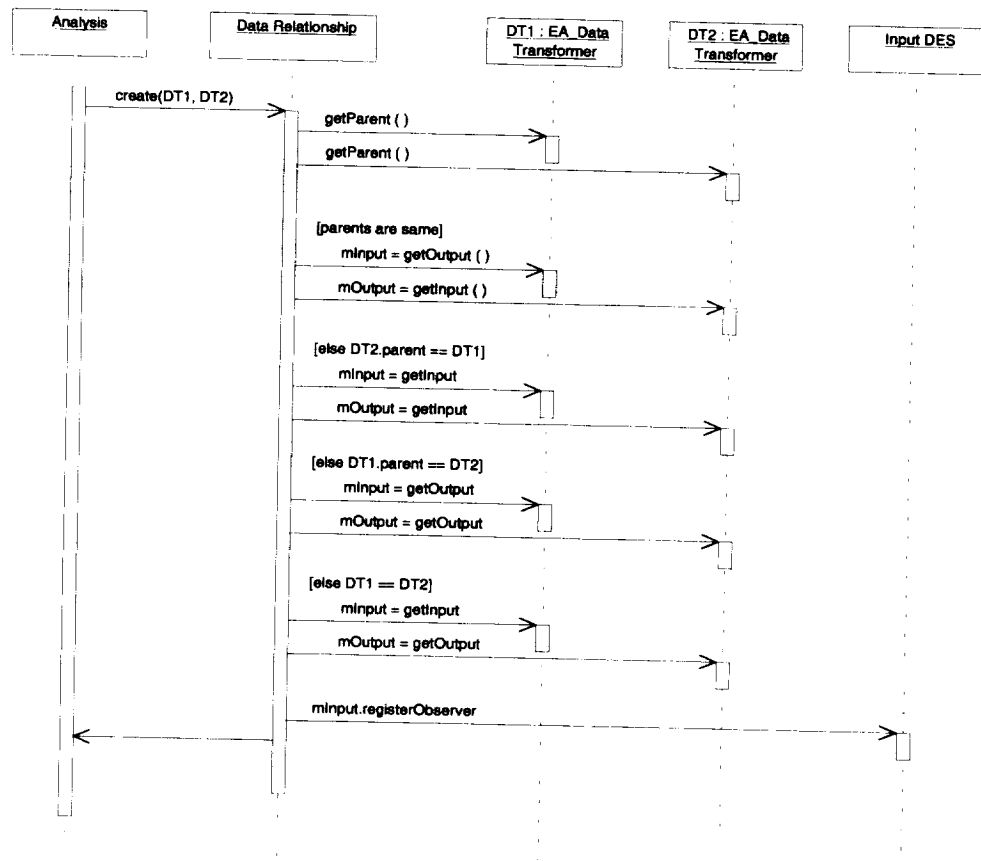 Analysis
Data Relationship
DT1 : EA_Data
Transformer
DT2 : EA_Data
Transformer
Input DES
create(DT1, DT2)
getParent ( )
getParent ( )
[parents are same]
mInput = getOutput ( )
mOutput = getInput ( )
[else DT2.parent == DT1]
mInput = getInput
mOutput = getInput
[else DT1.parent == DT2]
mInput = getOutput
mOutput = getOutput
[else DT1 == DT2]
mInput = getInput
mOutput = getOutput
mInput.registerObserver